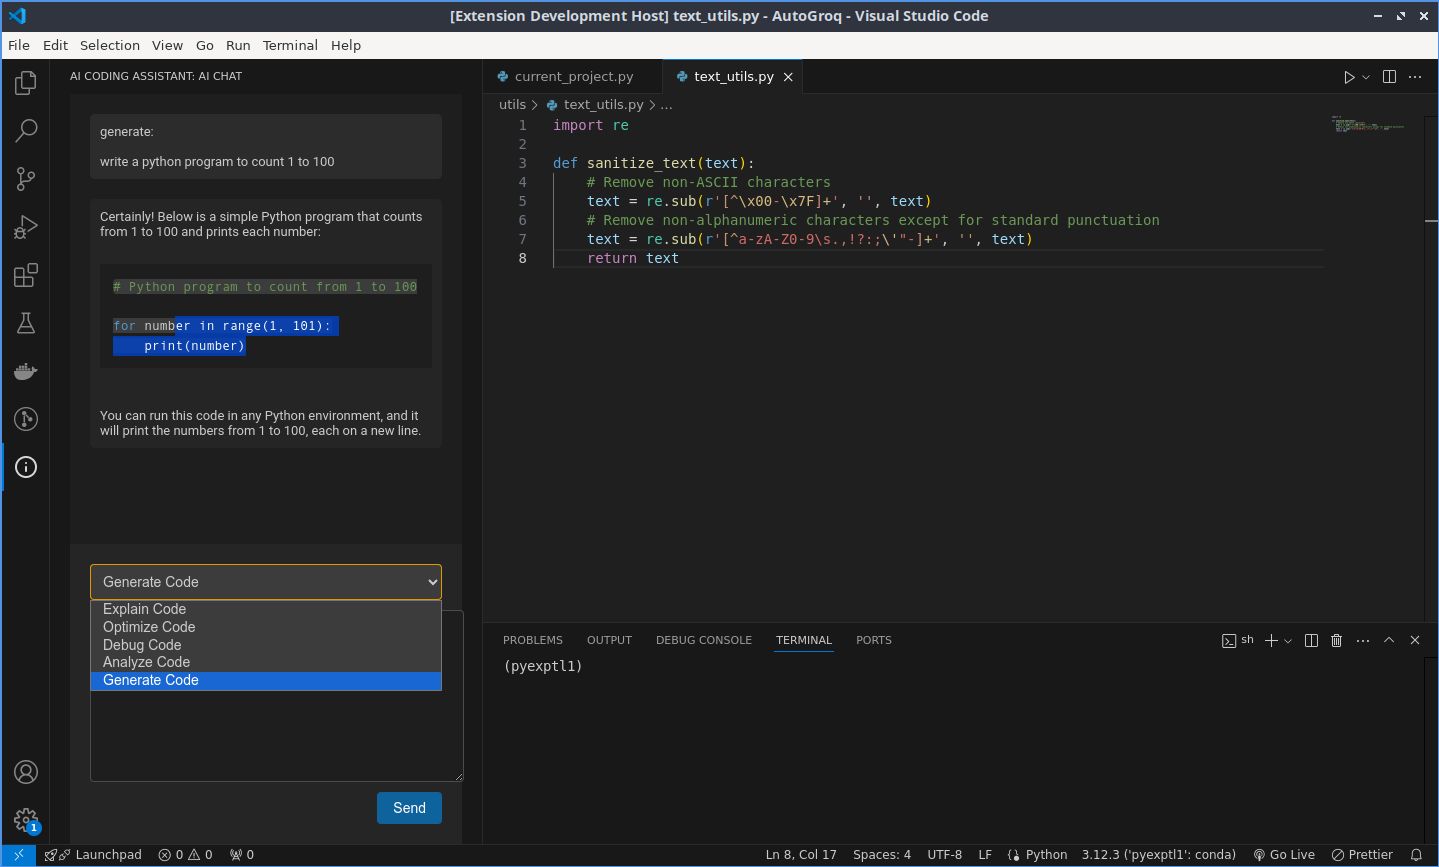 [Extension Development Host] text_utils.py - AutoGroq - Visual Studio Code
File Edit Selection View Go Run Terminal Help
AI CODING ASSISTANT: AI CHAT
generate:
write a python program to count 1 to 100
Certainly! Below is a simple Python program that counts
from 1 to 100 and prints each number:
# Python program to count from 1 to 100
for number in range(1, 101):
    print(number)
You can run this code in any Python environment, and it
will print the numbers from 1 to 100, each on a new line.
Generate Code
Explain Code
Optimize Code
Debug Code
Analyze Code
Generate Code
Send
current_project.py text_utils.py
utils > text_utils.py > ...
1 import re
2
3 def sanitize_text(text):
4     # Remove non-ASCII characters
5     text = re.sub(r'[^\x00-\x7F]+', '', text)
6     # Remove non-alphanumeric characters except for standard punctuation
7     text = re.sub(r'[^a-zA-Z0-9\s.,!?:;\'"-]+', '', text)
8     return text
PROBLEMS OUTPUT DEBUG CONSOLE TERMINAL PORTS
sh
(pyexptl1)
1
Launchpad 0 0 0 Ln 8, Col 17 Spaces: 4 UTF-8 LF Python 3.12.3 ('pyexptl1': conda) Go Live Prettier